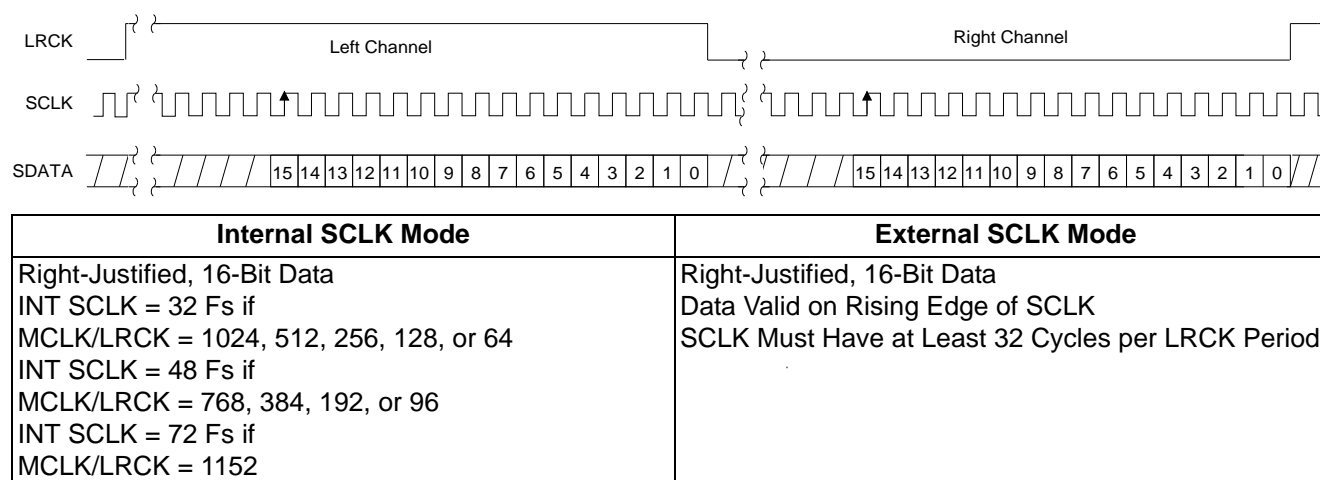 LRCK
Left Channel
Right Channel
SCLK
SDATA
15 14 13 12 11 10 9 8 7 6 5 4 3 2 1 0
15 14 13 12 11 10 9 8 7 6 5 4 3 2 1 0
Internal SCLK Mode
Right-Justified, 16-Bit Data
INT SCLK = 32 Fs if
MCLK/LRCK = 1024, 512, 256, 128, or 64
INT SCLK = 48 Fs if
MCLK/LRCK = 768, 384, 192, or 96
INT SCLK = 72 Fs if
MCLK/LRCK = 1152
External SCLK Mode
Right-Justified, 16-Bit Data
Data Valid on Rising Edge of SCLK
SCLK Must Have at Least 32 Cycles per LRCK Period